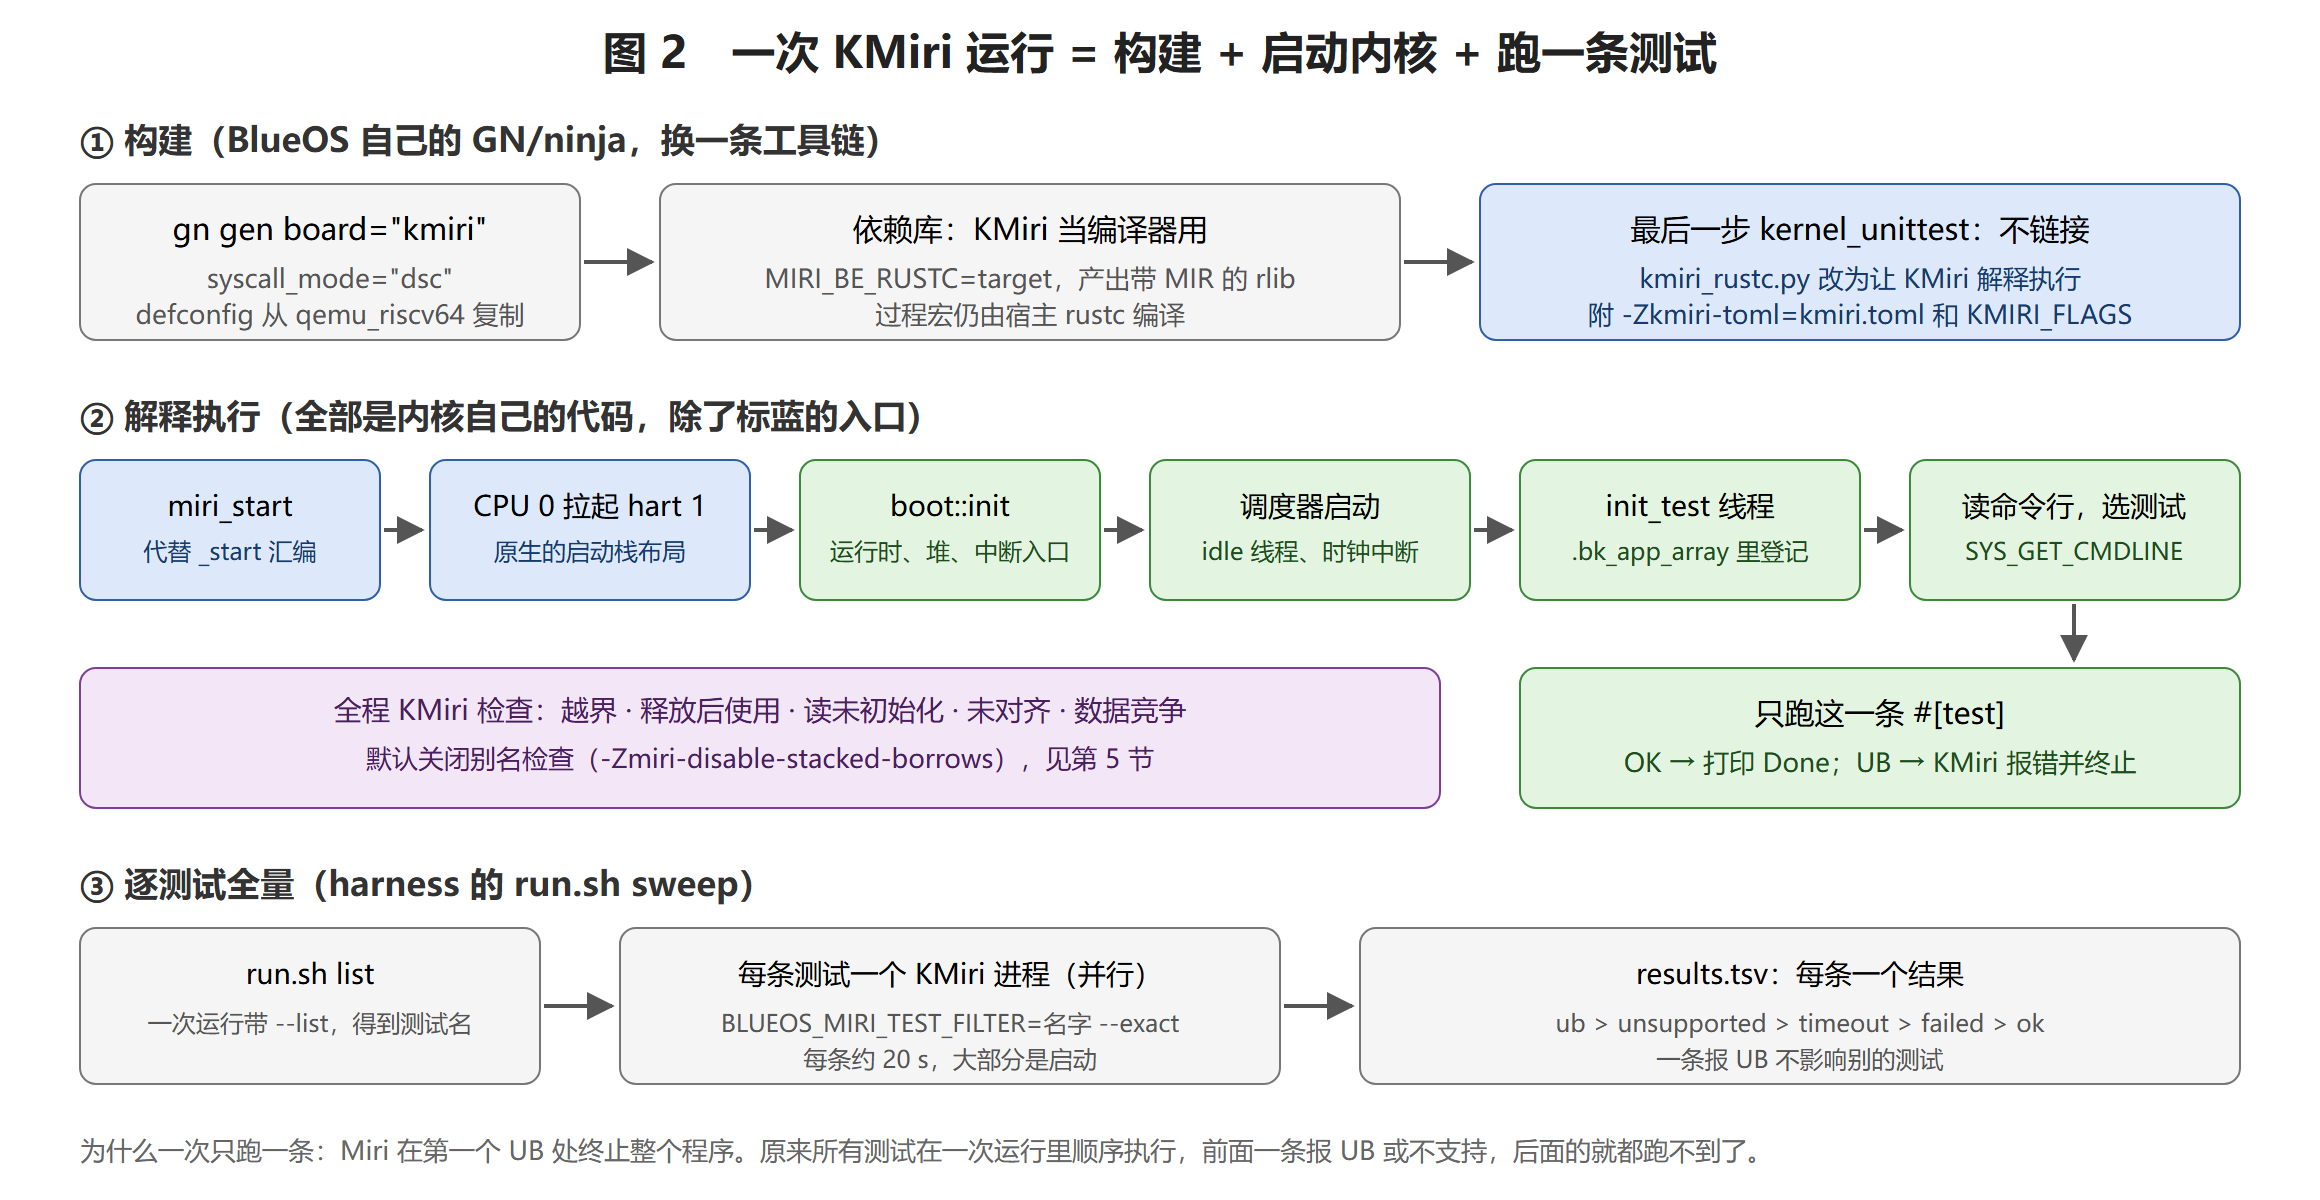 图 2 一次 KMiri 运行 = 构建 + 启动内核 + 跑一条测试
① 构建（BlueOS 自己的 GN/ninja，换一条工具链）
gn gen board="kmiri"
syscall_mode="dsc"
defconfig 从 qemu_riscv64 复制
依赖库：KMiri 当编译器用
MIRI_BE_RUSTC=target，产出带 MIR 的 rlib
过程宏仍由宿主 rustc 编译
最后一步 kernel_unittest：不链接
kmiri_rustc.py 改为让 KMiri 解释执行
附 -Zkmiri-toml=kmiri.toml 和 KMIRI_FLAGS
② 解释执行（全部是内核自己的代码，除了标蓝的入口）
miri_start
代替 _start 汇编
CPU 0 拉起 hart 1
原生的启动栈布局
boot::init
运行时、堆、中断入口
调度器启动
idle 线程、时钟中断
init_test 线程
.bk_app_array 里登记
读命令行，选测试
SYS_GET_CMDLINE
全程 KMiri 检查：越界 · 释放后使用 · 读未初始化 · 未对齐 · 数据竞争
默认关闭别名检查（-Zmiri-disable-stacked-borrows），见第 5 节
只跑这一条 #[test]
OK → 打印 Done；UB → KMiri 报错并终止
③ 逐测试全量（harness 的 run.sh sweep）
run.sh list
一次运行带 --list，得到测试名
每条测试一个 KMiri 进程（并行）
BLUEOS_MIRI_TEST_FILTER=名字 --exact
每条约 20 s，大部分是启动
results.tsv：每条一个结果
ub > unsupported > timeout > failed > ok
一条报 UB 不影响别的测试
为什么一次只跑一条：Miri 在第一个 UB 处终止整个程序。原来所有测试在一次运行里顺序执行，前面一条报 UB 或不支持，后面的就都跑不到了。